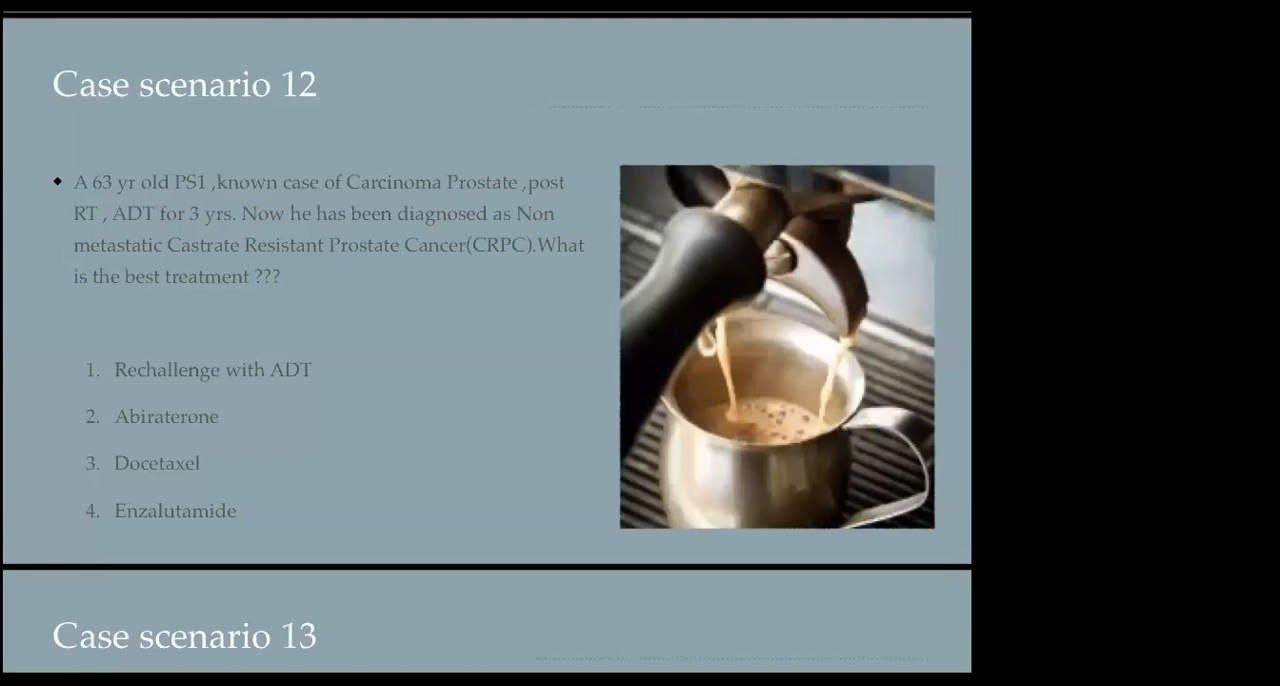 Case scenario 12
◆ A 63 yr old PS1 ,known case of Carcinoma Prostate ,post
RT , ADT for 3 yrs. Now he has been diagnosed as Non
metastatic Castrate Resistant Prostate Cancer(CRPC).What
is the best treatment ???
1. Rechallenge with ADT
2. Abiraterone
3. Docetaxel
4. Enzalutamide
Case scenario 13